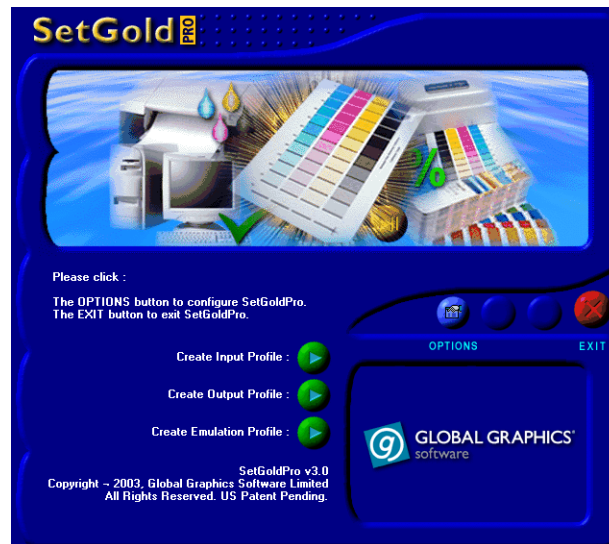 SetGold PRO
Please click :
The OPTIONS button to configure SetGoldPro.
The EXIT button to exit SetGoldPro.
OPTIONS
EXIT
Create Input Profile :
Create Output Profile :
Create Emulation Profile :
GLOBAL GRAPHICS
software
SetGoldPro v3.0
Copyright ¬ 2003, Global Graphics Software Limited
All Rights Reserved. US Patent Pending.